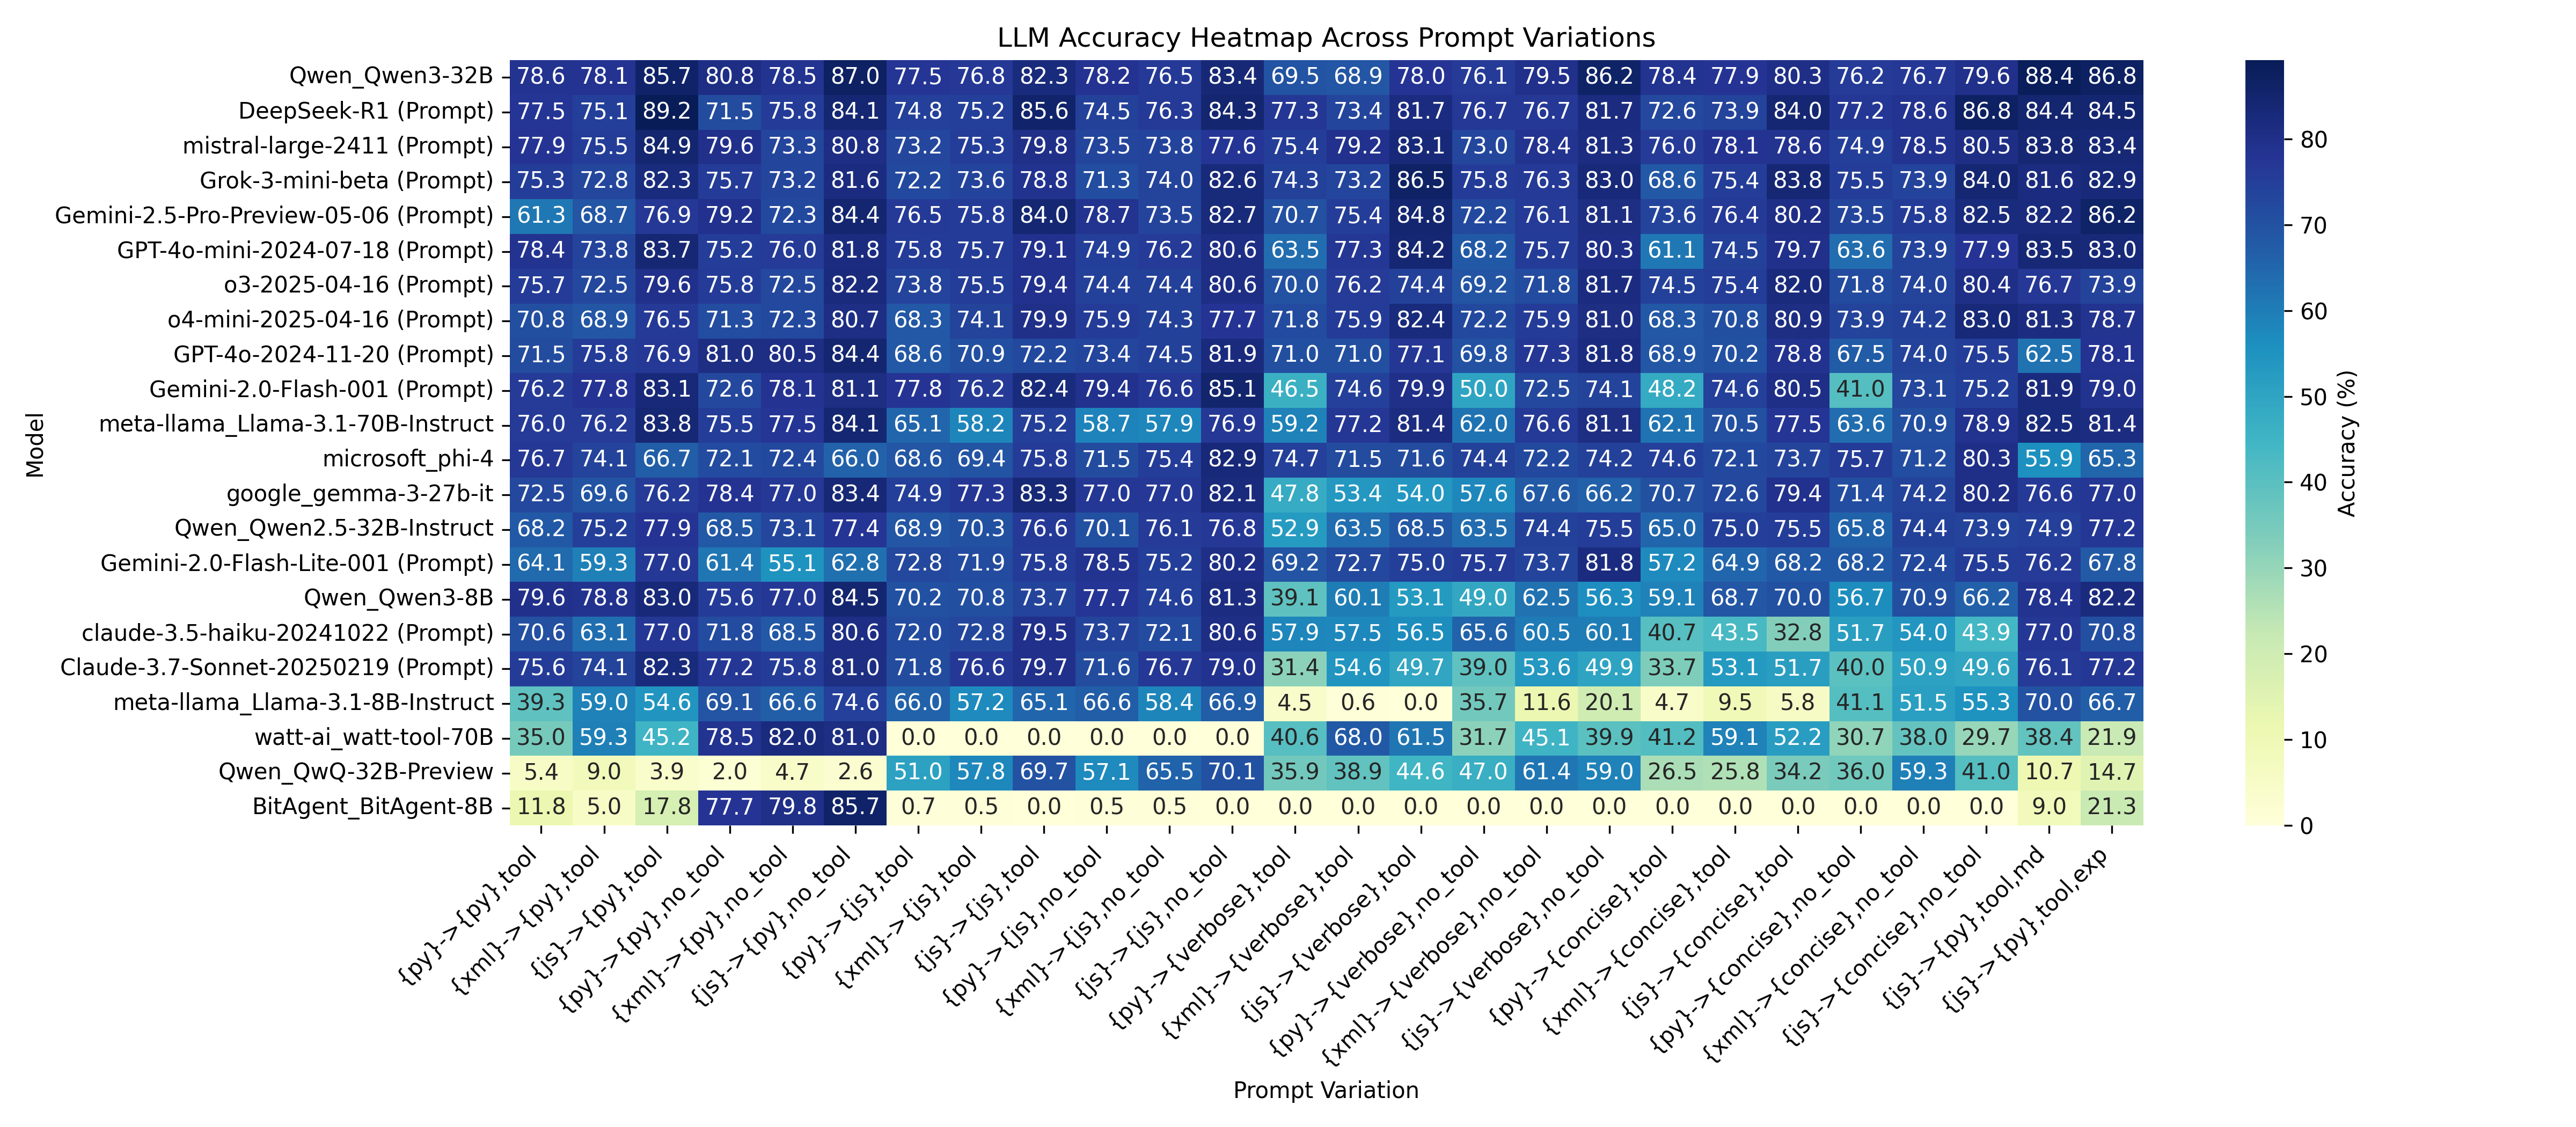 LLM Accuracy Heatmap Across Prompt Variations
Qwen_Qwen3-32B 78.6 78.1 85.7 80.8 78.5 87.0 77.5 76.8 82.3 78.2 76.5 83.4 69.5 68.9 78.0 76.1 79.5 86.2 78.4 77.9 80.3 76.2 76.7 79.6 88.4 86.8
DeepSeek-R1 (Prompt) 77.5 75.1 89.2 71.5 75.8 84.1 74.8 75.2 85.6 74.5 76.3 84.3 77.3 73.4 81.7 76.7 76.7 81.7 72.6 73.9 84.0 77.2 78.6 86.8 84.4 84.5
mistral-large-2411 (Prompt) 77.9 75.5 84.9 79.6 73.3 80.8 73.2 75.3 79.8 73.5 73.8 77.6 75.4 79.2 83.1 73.0 78.4 81.3 76.0 78.1 78.6 74.9 78.5 80.5 83.8 83.4
Grok-3-mini-beta (Prompt) 75.3 72.8 82.3 75.7 73.2 81.6 72.2 73.6 78.8 71.3 74.0 82.6 74.3 73.2 86.5 75.8 76.3 83.0 68.6 75.4 83.8 75.5 73.9 84.0 81.6 82.9
Gemini-2.5-Pro-Preview-05-06 (Prompt) 61.3 68.7 76.9 79.2 72.3 84.4 76.5 75.8 84.0 78.7 73.5 82.7 70.7 75.4 84.8 72.2 76.1 81.1 73.6 76.4 80.2 73.5 75.8 82.5 82.2 86.2
GPT-4o-mini-2024-07-18 (Prompt) 78.4 73.8 83.7 75.2 76.0 81.8 75.8 75.7 79.1 74.9 76.2 80.6 63.5 77.3 84.2 68.2 75.7 80.3 61.1 74.5 79.7 63.6 73.9 77.9 83.5 83.0
o3-2025-04-16 (Prompt) 75.7 72.5 79.6 75.8 72.5 82.2 73.8 75.5 79.4 74.4 74.4 80.6 70.0 76.2 74.4 69.2 71.8 81.7 74.5 75.4 82.0 71.8 74.0 80.4 76.7 73.9
o4-mini-2025-04-16 (Prompt) 70.8 68.9 76.5 71.3 72.3 80.7 68.3 74.1 79.9 75.9 74.3 77.7 71.8 75.9 82.4 72.2 75.9 81.0 68.3 70.8 80.9 73.9 74.2 83.0 81.3 78.7
GPT-4o-2024-11-20 (Prompt) 71.5 75.8 76.9 81.0 80.5 84.4 68.6 70.9 72.2 73.4 74.5 81.9 71.0 71.0 77.1 69.8 77.3 81.8 68.9 70.2 78.8 67.5 74.0 75.5 62.5 78.1
Gemini-2.0-Flash-001 (Prompt) 76.2 77.8 83.1 72.6 78.1 81.1 77.8 76.2 82.4 79.4 76.6 85.1 46.5 74.6 79.9 50.0 72.5 74.1 48.2 74.6 80.5 41.0 73.1 75.2 81.9 79.0
meta-llama_Llama-3.1-70B-Instruct 76.0 76.2 83.8 75.5 77.5 84.1 65.1 58.2 75.2 58.7 57.9 76.9 59.2 77.2 81.4 62.0 76.6 81.1 62.1 70.5 77.5 63.6 70.9 78.9 82.5 81.4
microsoft_phi-4 76.7 74.1 66.7 72.1 72.4 66.0 68.6 69.4 75.8 71.5 75.4 82.9 74.7 71.5 71.6 74.4 72.2 74.2 74.6 72.1 73.7 75.7 71.2 80.3 55.9 65.3
google_gemma-3-27b-it 72.5 69.6 76.2 78.4 77.0 83.4 74.9 77.3 83.3 77.0 77.0 82.1 47.8 53.4 54.0 57.6 67.6 66.2 70.7 72.6 79.4 71.4 74.2 80.2 76.6 77.0
Qwen_Qwen2.5-32B-Instruct 68.2 75.2 77.9 68.5 73.1 77.4 68.9 70.3 76.6 70.1 76.1 76.8 52.9 63.5 68.5 63.5 74.4 75.5 65.0 75.0 75.5 65.8 74.4 73.9 74.9 77.2
Gemini-2.0-Flash-Lite-001 (Prompt) 64.1 59.3 77.0 61.4 55.1 62.8 72.8 71.9 75.8 78.5 75.2 80.2 69.2 72.7 75.0 75.7 73.7 81.8 57.2 64.9 68.2 68.2 72.4 75.5 76.2 67.8
Qwen_Qwen3-8B 79.6 78.8 83.0 75.6 77.0 84.5 70.2 70.8 73.7 77.7 74.6 81.3 39.1 60.1 53.1 49.0 62.5 56.3 59.1 68.7 70.0 56.7 70.9 66.2 78.4 82.2
claude-3.5-haiku-20241022 (Prompt) 70.6 63.1 77.0 71.8 68.5 80.6 72.0 72.8 79.5 73.7 72.1 80.6 57.9 57.5 56.5 65.6 60.5 60.1 40.7 43.5 32.8 51.7 54.0 43.9 77.0 70.8
Claude-3.7-Sonnet-20250219 (Prompt) 75.6 74.1 82.3 77.2 75.8 81.0 71.8 76.6 79.7 71.6 76.7 79.0 31.4 54.6 49.7 39.0 53.6 49.9 33.7 53.1 51.7 40.0 50.9 49.6 76.1 77.2
meta-llama_Llama-3.1-8B-Instruct 39.3 59.0 54.6 69.1 66.6 74.6 66.0 57.2 65.1 66.6 58.4 66.9 4.5 0.6 0.0 35.7 11.6 20.1 4.7 9.5 5.8 41.1 51.5 55.3 70.0 66.7
watt-ai_watt-tool-70B 35.0 59.3 45.2 78.5 82.0 81.0 0.0 0.0 0.0 0.0 0.0 0.0 40.6 68.0 61.5 31.7 45.1 39.9 41.2 59.1 52.2 30.7 38.0 29.7 38.4 21.9
Qwen_QwQ-32B-Preview 5.4 9.0 3.9 2.0 4.7 2.6 51.0 57.8 69.7 57.1 65.5 70.1 35.9 38.9 44.6 47.0 61.4 59.0 26.5 25.8 34.2 36.0 59.3 41.0 10.7 14.7
BitAgent_BitAgent-8B 11.8 5.0 17.8 77.7 79.8 85.7 0.7 0.5 0.0 0.5 0.5 0.0 0.0 0.0 0.0 0.0 0.0 0.0 0.0 0.0 0.0 0.0 0.0 0.0 9.0 21.3
Model
{py}->{py},tool
{xml}->{py},tool
{js}->{py},tool
{py}->{py},no_tool
{xml}->{py},no_tool
{js}->{py},no_tool
{py}->{js},tool
{xml}->{js},tool
{js}->{js},tool
{py}->{js},no_tool
{xml}->{js},no_tool
{js}->{js},no_tool
{py}->{verbose},tool
{xml}->{verbose},tool
{js}->{verbose},tool
{py}->{verbose},no_tool
{xml}->{verbose},no_tool
{js}->{verbose},no_tool
{py}->{concise},tool
{xml}->{concise},tool
{js}->{concise},tool
{py}->{concise},no_tool
{xml}->{concise},no_tool
{js}->{concise},no_tool
{js}->{py},tool,md
{js}->{py},tool,exp
Prompt Variation
80
70
60
50
40
30
20
10
0
Accuracy (%)